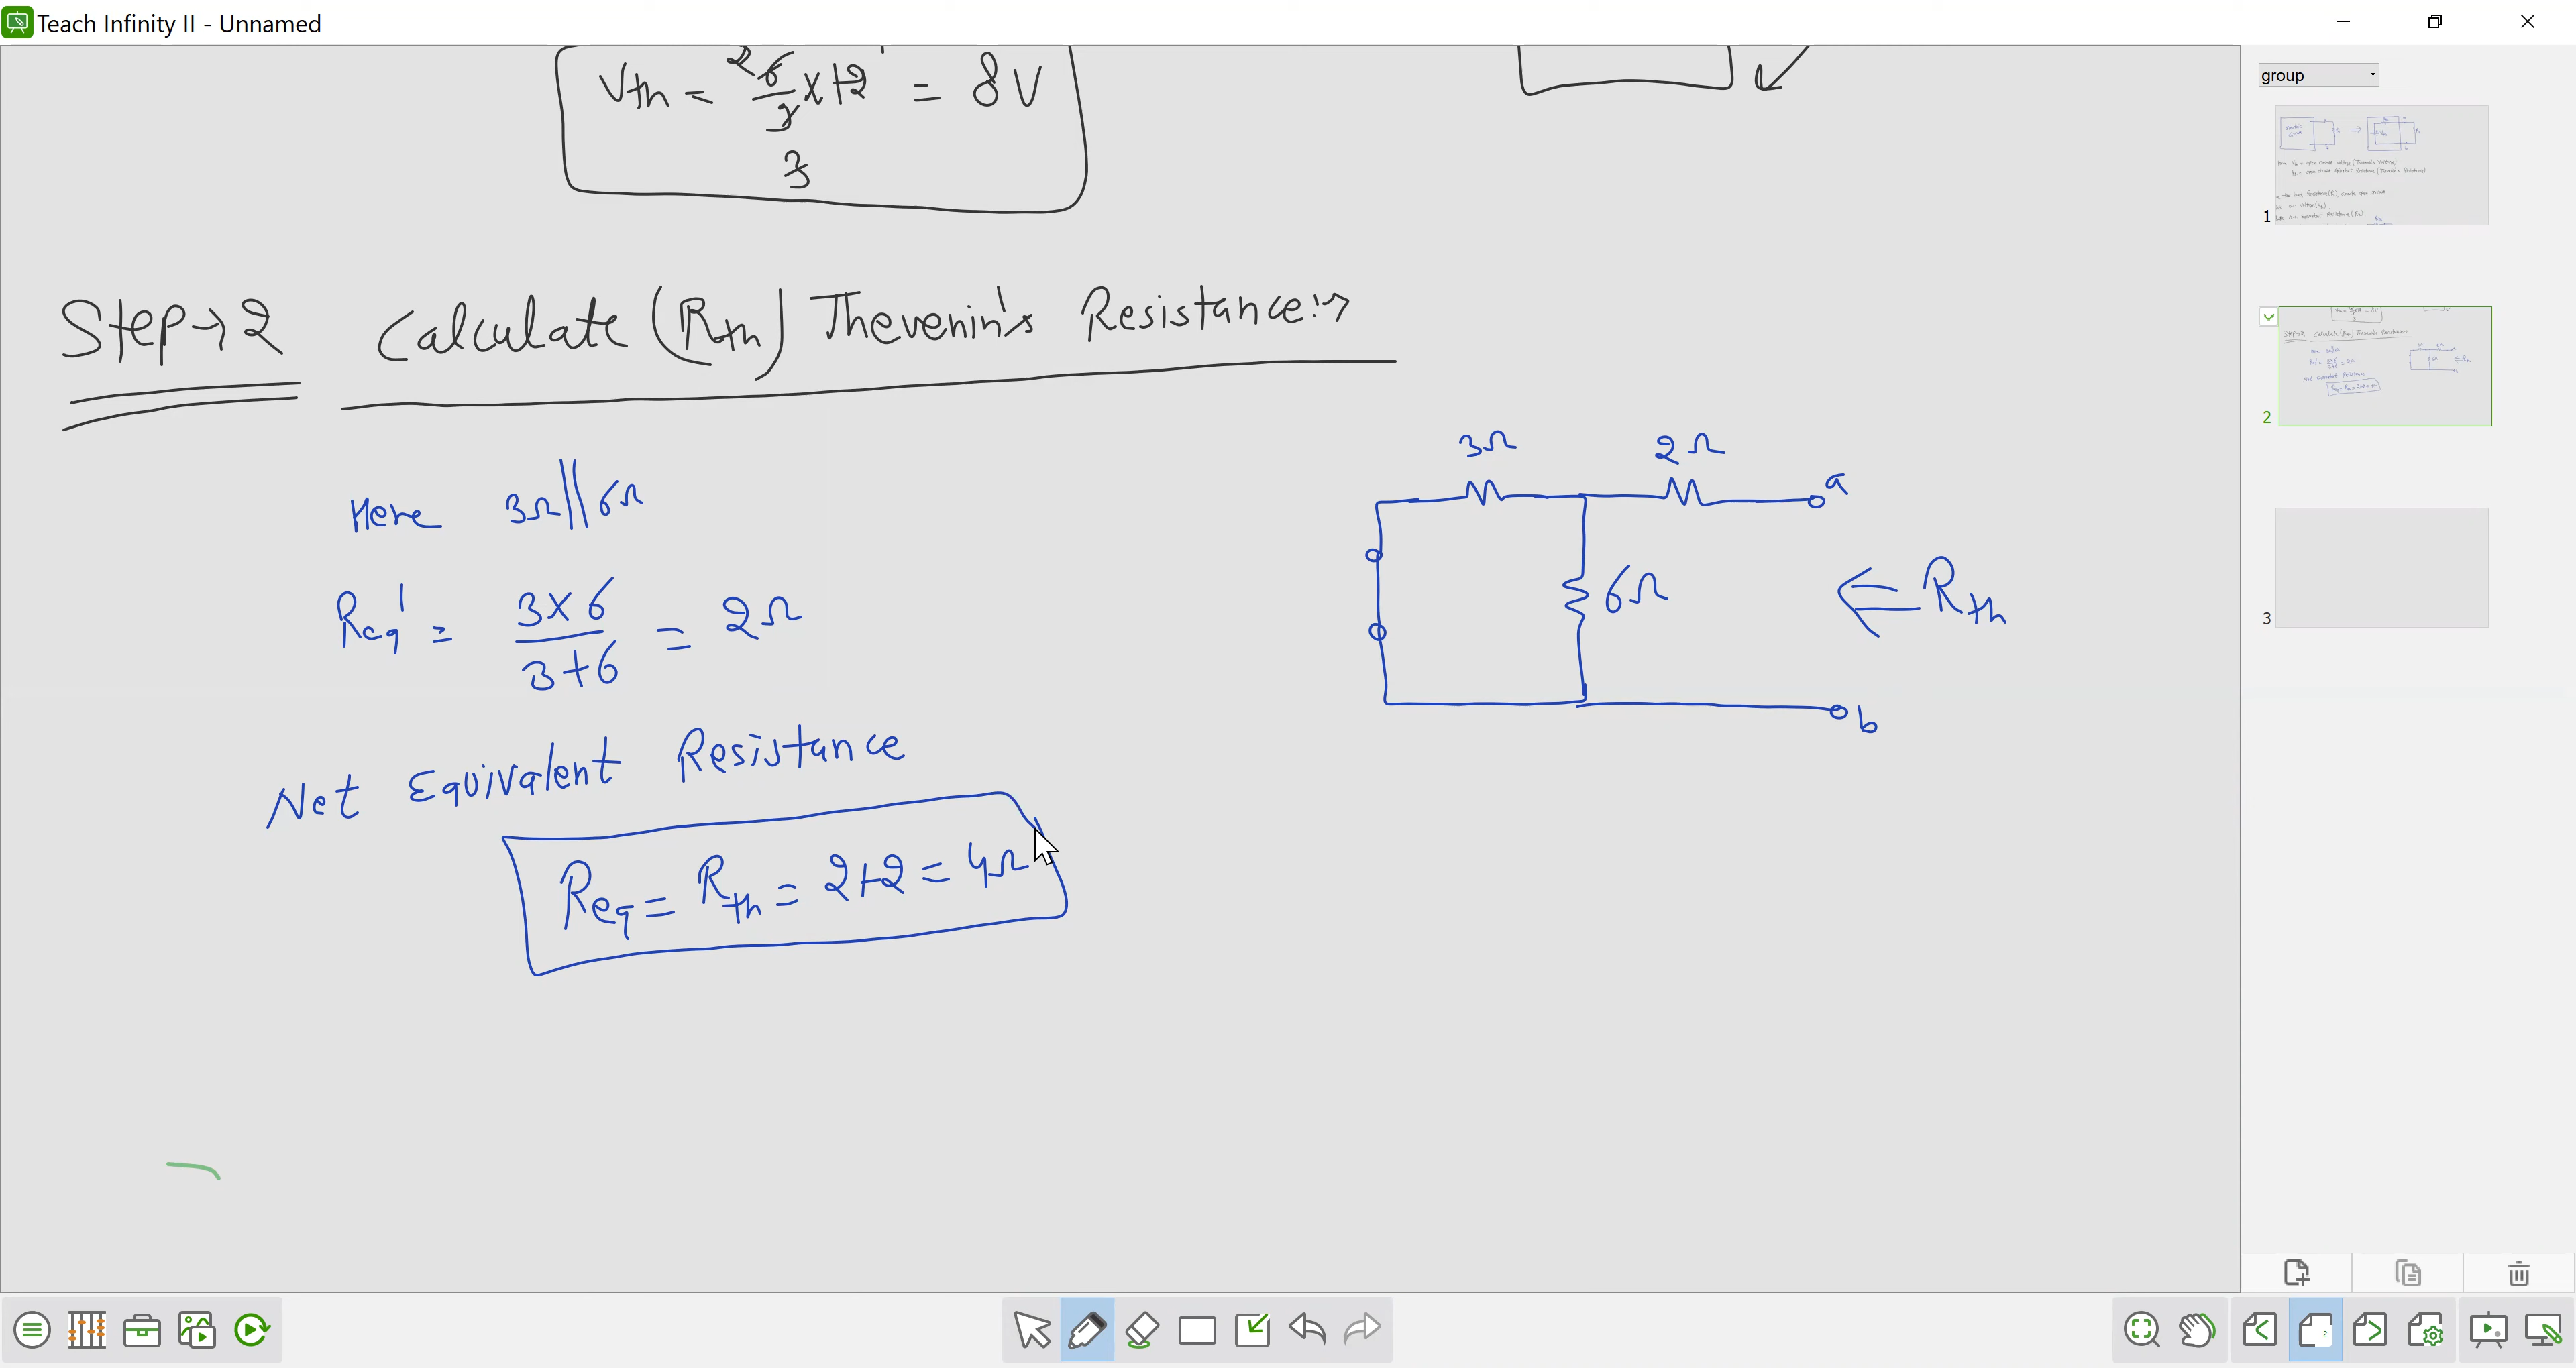 Teach Infinity II - Unnamed
group
Vth = 26/3 x 12 = 8V
3
Step→2 Calculate (Rth) Thevenin's Resistance:→
3Ω 2Ω
a
Here 3Ω || 6Ω
Req' = 3x6/3+6 = 2Ω
6Ω
Rth
b
Net Equivalent Resistance
Req = Rth = 2+2 = 4Ω
1
2
3
2